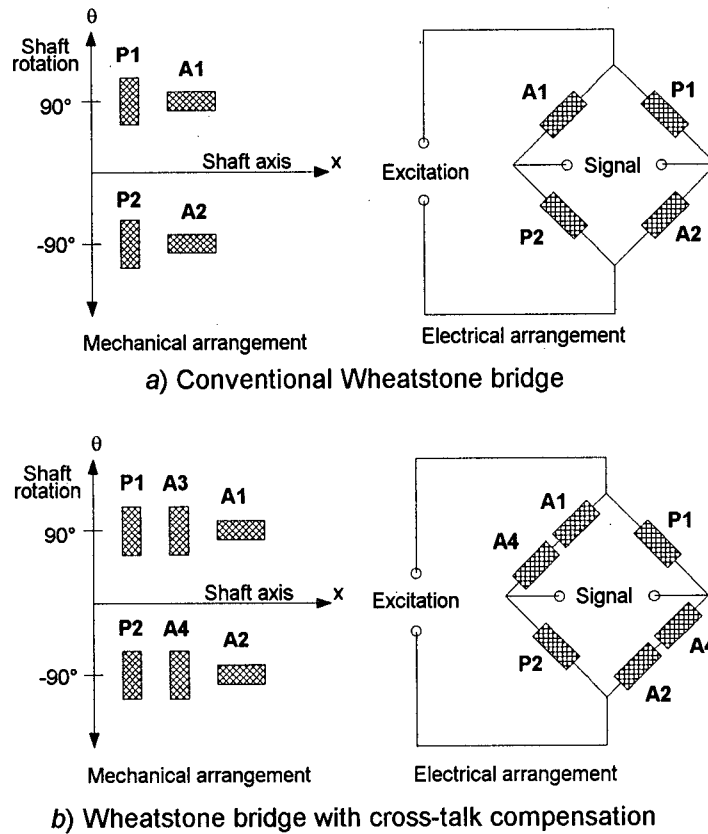 θ
Shaft
rotation
P1
A1
90°
Shaft axis
x
P2
A2
-90°
Mechanical arrangement
A1
P1
Excitation
Signal
P2
A2
Electrical arrangement
a) Conventional Wheatstone bridge
θ
Shaft
rotation
P1 A3
A1
90°
Shaft axis
x
P2 A4
A2
-90°
Mechanical arrangement
A1
P1
A4
Excitation
Signal
A4
P2
A2
Electrical arrangement
b) Wheatstone bridge with cross-talk compensation